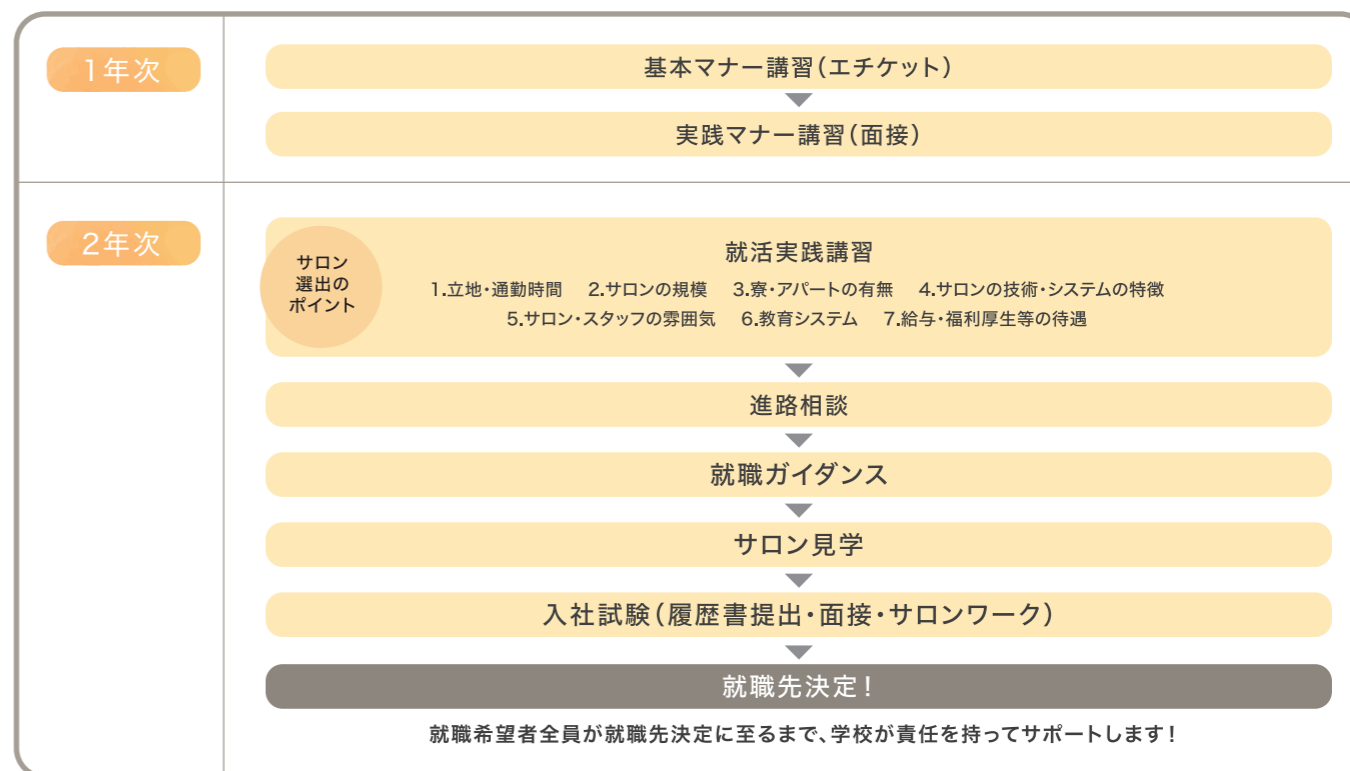 1年次
基本マナー講習(エチケット)
実践マナー講習(面接)
2年次
サロン
選出の
ポイント
就活実践講習
1.立地・通勤時間 2.サロンの規模 3.寮・アパートの有無 4.サロンの技術・システムの特徴
5.サロン・スタッフの雰囲気 6.教育システム 7.給与・福利厚生等の待遇
進路相談
就職ガイダンス
サロン見学
入社試験(履歴書提出・面接・サロンワーク)
就職先決定!
就職希望者全員が就職先決定に至るまで、学校が責任を持ってサポートします!